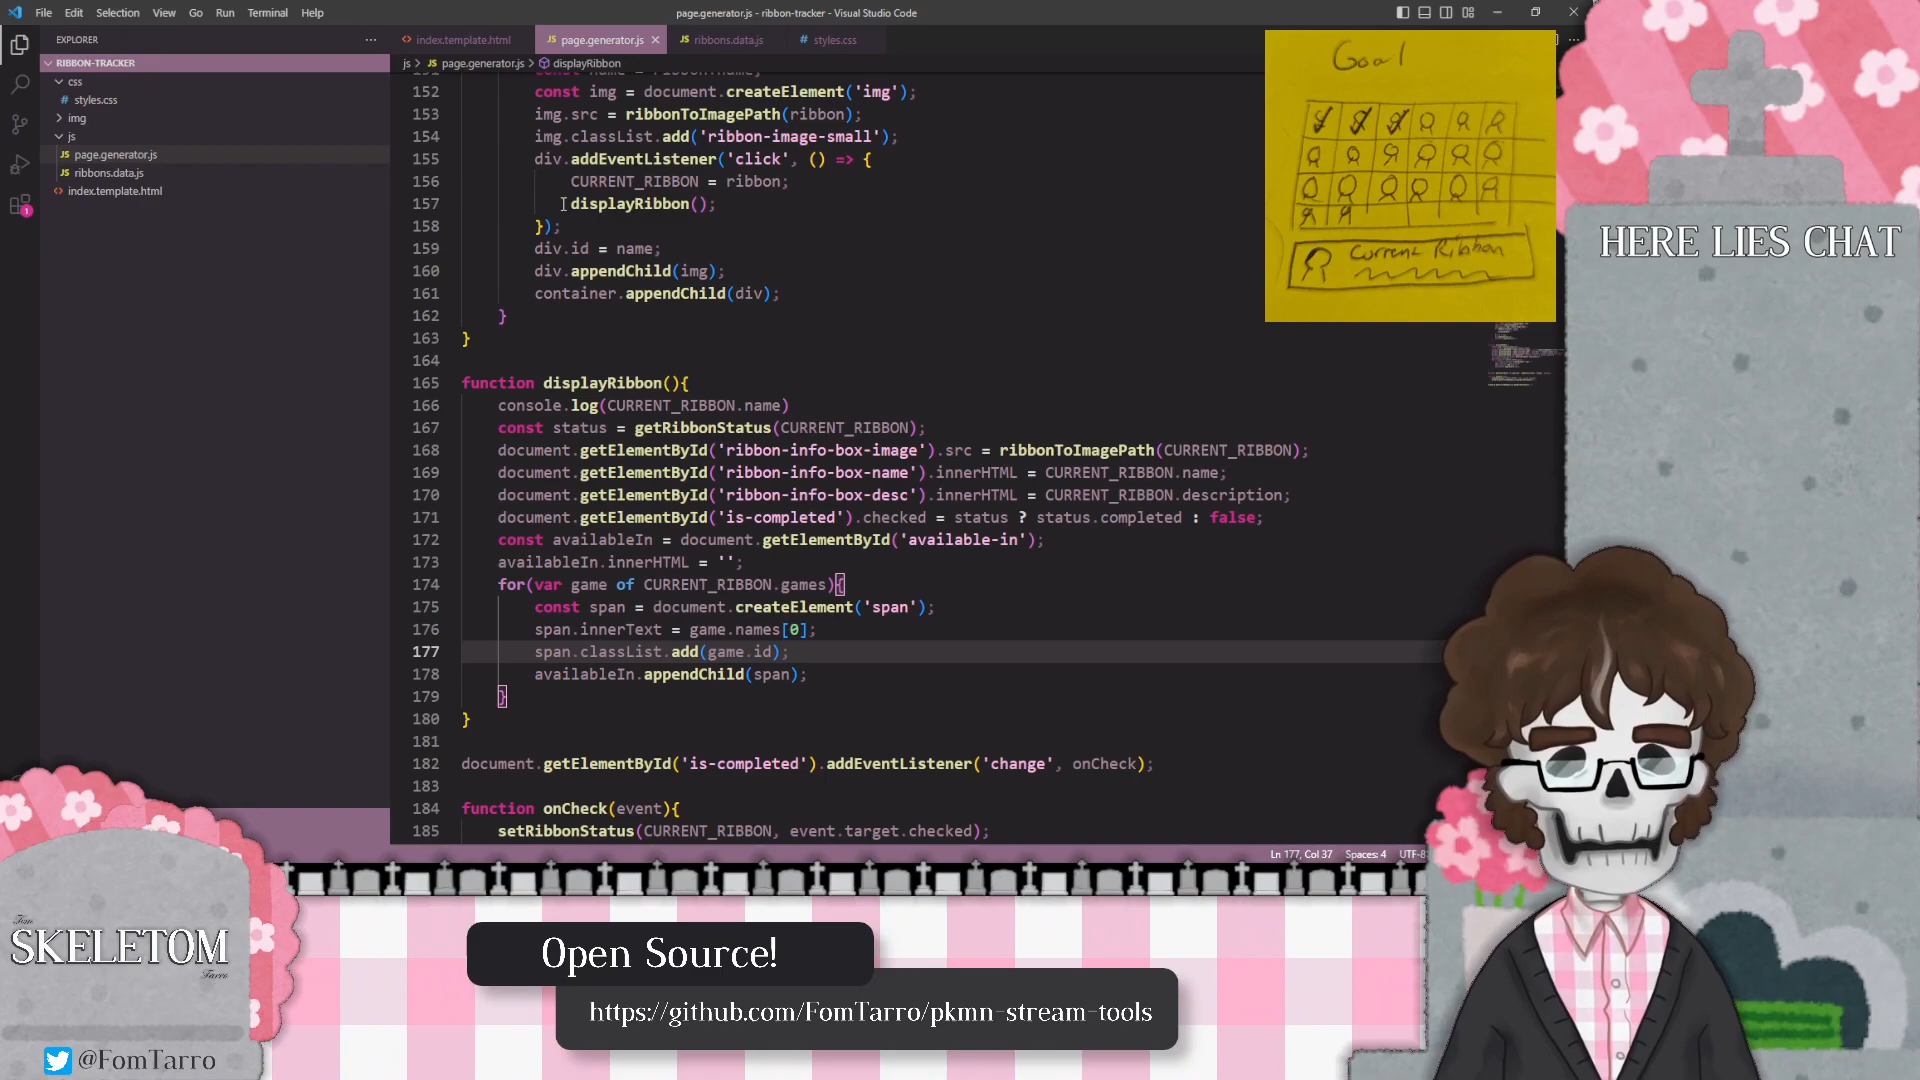 File Edit Selection View Go Run Terminal Help
page.generator.js - ribbon-tracker - Visual Studio Code
EXPLORER
RIBBON-TRACKER
css
styles.css
img
js
page.generator.js
ribbons.data.js
index.template.html
1
index.template.html
page.generator.js
ribbons.data.js
styles.css
js > JS page.generator.js > displayRibbon
152 const img = document.createElement('img');
153 img.src = ribbonToImagePath(ribbon);
154 img.classList.add('ribbon-image-small');
155 div.addEventListener('click', () => {
156 CURRENT_RIBBON = ribbon;
157 displayRibbon();
158 });
159 div.id = name;
160 div.appendChild(img);
161 container.appendChild(div);
162 }
163 }
164
165 function displayRibbon(){
166 console.log(CURRENT_RIBBON.name)
167 const status = getRibbonStatus(CURRENT_RIBBON);
168 document.getElementById('ribbon-info-box-image').src = ribbonToImagePath(CURRENT_RIBBON);
169 document.getElementById('ribbon-info-box-name').innerHTML = CURRENT_RIBBON.name;
170 document.getElementById('ribbon-info-box-desc').innerHTML = CURRENT_RIBBON.description;
171 document.getElementById('is-completed').checked = status ? status.completed : false;
172 const availableIn = document.getElementById('available-in');
173 availableIn.innerHTML = '';
174 for(var game of CURRENT_RIBBON.games){
175 const span = document.createElement('span');
176 span.innerText = game.names[0];
177 span.classList.add(game.id);
178 availableIn.appendChild(span);
179 }
180 }
181
182 document.getElementById('is-completed').addEventListener('change', onCheck);
183
184 function onCheck(event){
185 setRibbonStatus(CURRENT_RIBBON, event.target.checked);
Ln 177, Col 37 Spaces: 4 UTF-8
Goal
Current Ribbon
HERE LIES CHAT
Tom
SKELETOM
Tarro
@FomTarro
Open Source!
https://github.com/FomTarro/pkmn-stream-tools